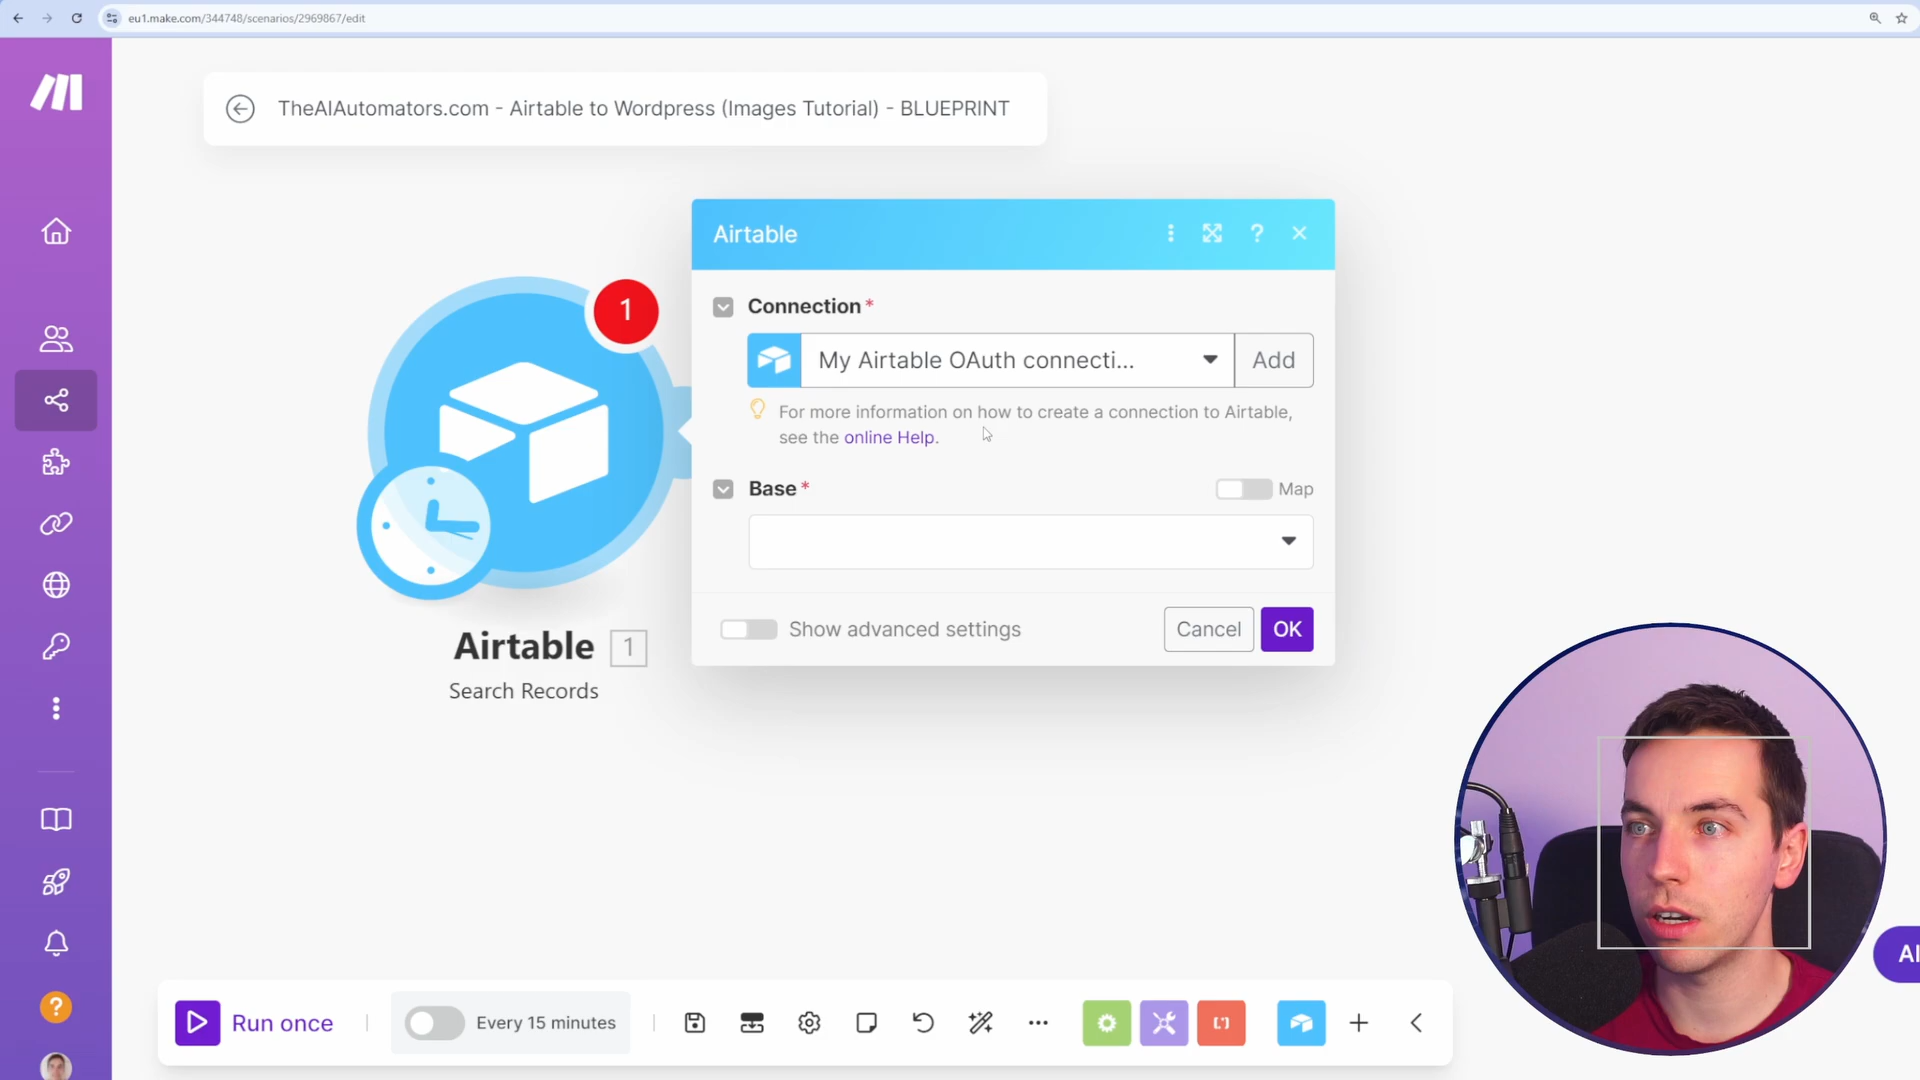 eu1.make.com/344748/scenarios/2969867/edit
TheAIAutomators.com - Airtable to Wordpress (Images Tutorial) - BLUEPRINT
Airtable
?
1
Connection *
My Airtable OAuth connecti...
Add
For more information on how to create a connection to Airtable,
see the online Help.
Base *
Map
Show advanced settings
Cancel
OK
Airtable 1
Search Records
AI
?
Run once
Every 15 minutes